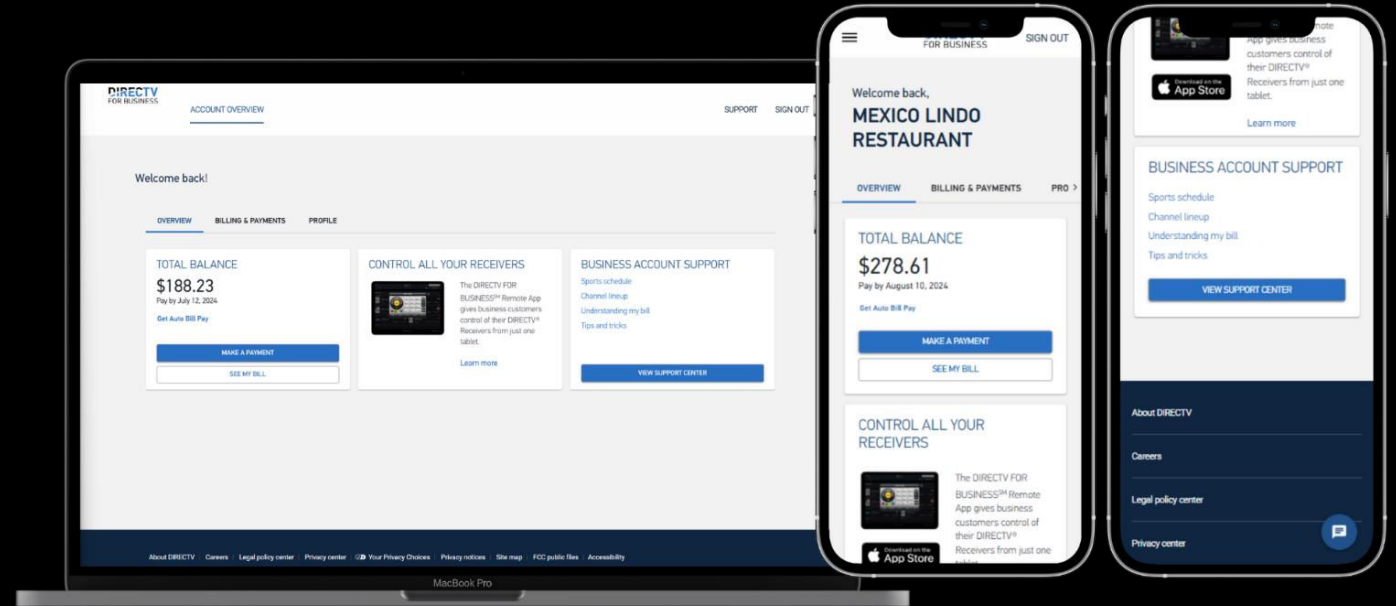 DIRECTV
FOR BUSINESS
ACCOUNT OVERVIEW
SUPPORT
SIGN OUT
Welcome back!
OVERVIEW
BILLING & PAYMENTS
PROFILE
TOTAL BALANCE
$188.23
Pay by July 12, 2024
Get Auto Bill Pay
MAKE A PAYMENT
SEE MY BILL
CONTROL ALL YOUR RECEIVERS
The DIRECTV FOR
BUSINESS℠ Remote App
gives business customers
control of their DIRECTV®
Receivers from just one
tablet.
Learn more
BUSINESS ACCOUNT SUPPORT
Sports schedule
Channel lineup
Understanding my bill
Tips and tricks
VIEW SUPPORT CENTER
About DIRECTV
Careers
Legal policy center
Privacy center
Your Privacy Choices
Privacy notices
Site map
FCC public files
Accessibility
MacBook Pro
FOR BUSINESS
SIGN OUT
Welcome back,
MEXICO LINDO
RESTAURANT
OVERVIEW
BILLING & PAYMENTS
PRO >
TOTAL BALANCE
$278.61
Pay by August 10, 2024
Get Auto Bill Pay
MAKE A PAYMENT
SEE MY BILL
CONTROL ALL YOUR
RECEIVERS
The DIRECTV FOR
BUSINESS℠ Remote
App gives business
customers control of
their DIRECTV®
Receivers from just one
Download on the
App Store
App gives business
customers control of
their DIRECTV®
Receivers from just one
tablet.
Download on the
App Store
Learn more
BUSINESS ACCOUNT SUPPORT
Sports schedule
Channel lineup
Understanding my bill
Tips and tricks
VIEW SUPPORT CENTER
About DIRECTV
Careers
Legal policy center
Privacy center